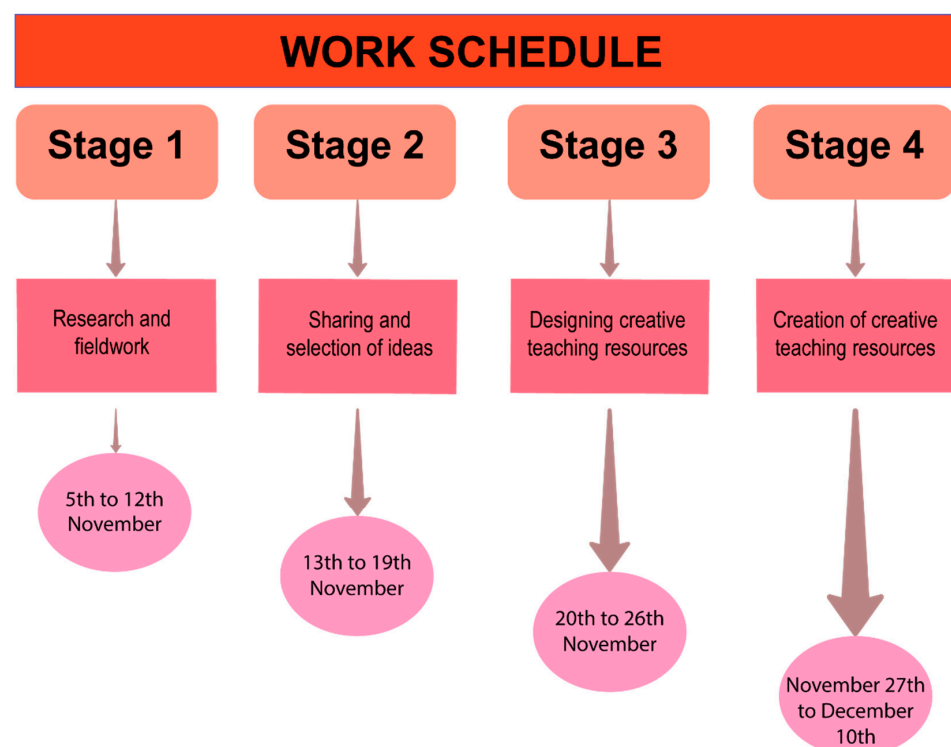 WORK SCHEDULE
Stage 1
Stage 2
Stage 3
Stage 4
Research and
fieldwork
Sharing and
selection of ideas
Designing creative
teaching resources
Creation of creative
teaching resources
5th to 12th
November
13th to 19th
November
20th to 26th
November
November 27th
to December
10th